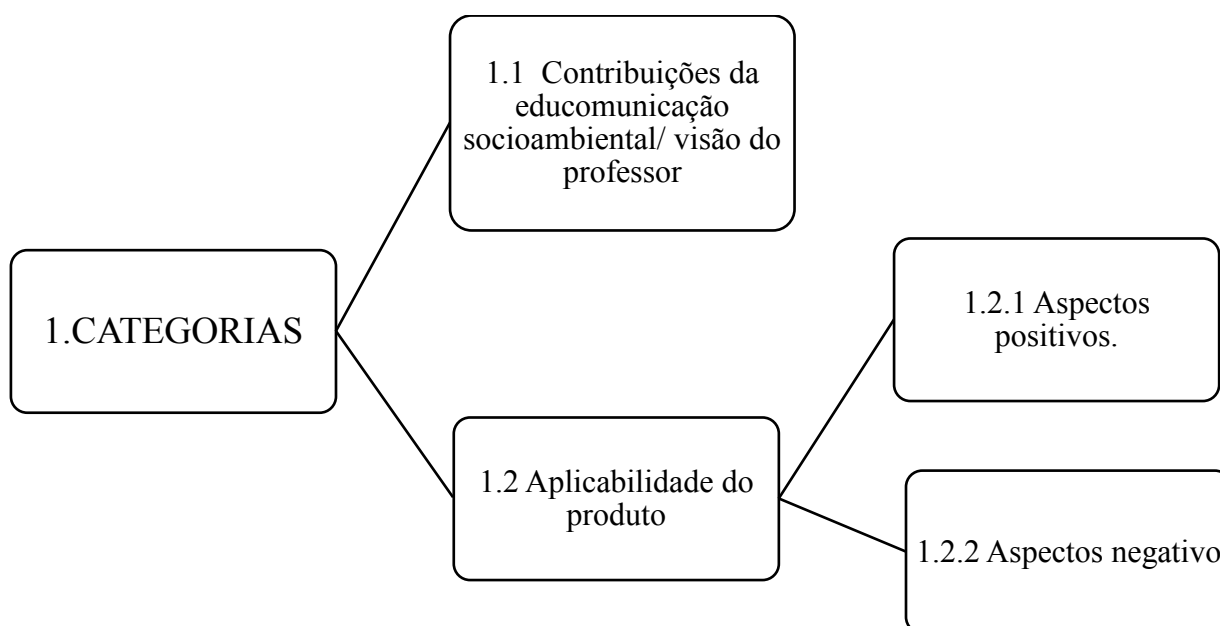 1.1 Contribuições da
educomunicação
socioambiental/ visão do
professor
1.CATEGORIAS
1.2.1 Aspectos
positivos.
1.2 Aplicabilidade do
produto
1.2.2 Aspectos negativo